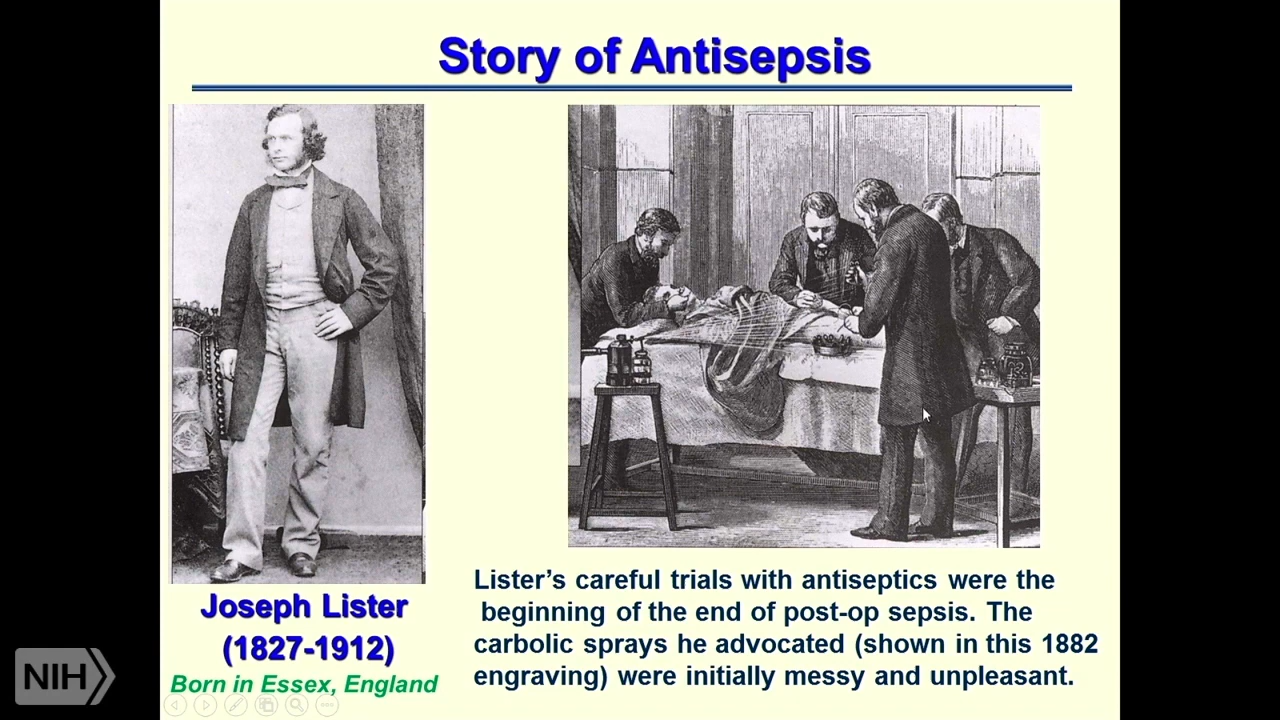 Story of Antisepsis
Joseph Lister
(1827-1912)
Born in Essex, England
Lister’s careful trials with antiseptics were the
beginning of the end of post-op sepsis. The
carbolic sprays he advocated (shown in this 1882
engraving) were initially messy and unpleasant.
NIH